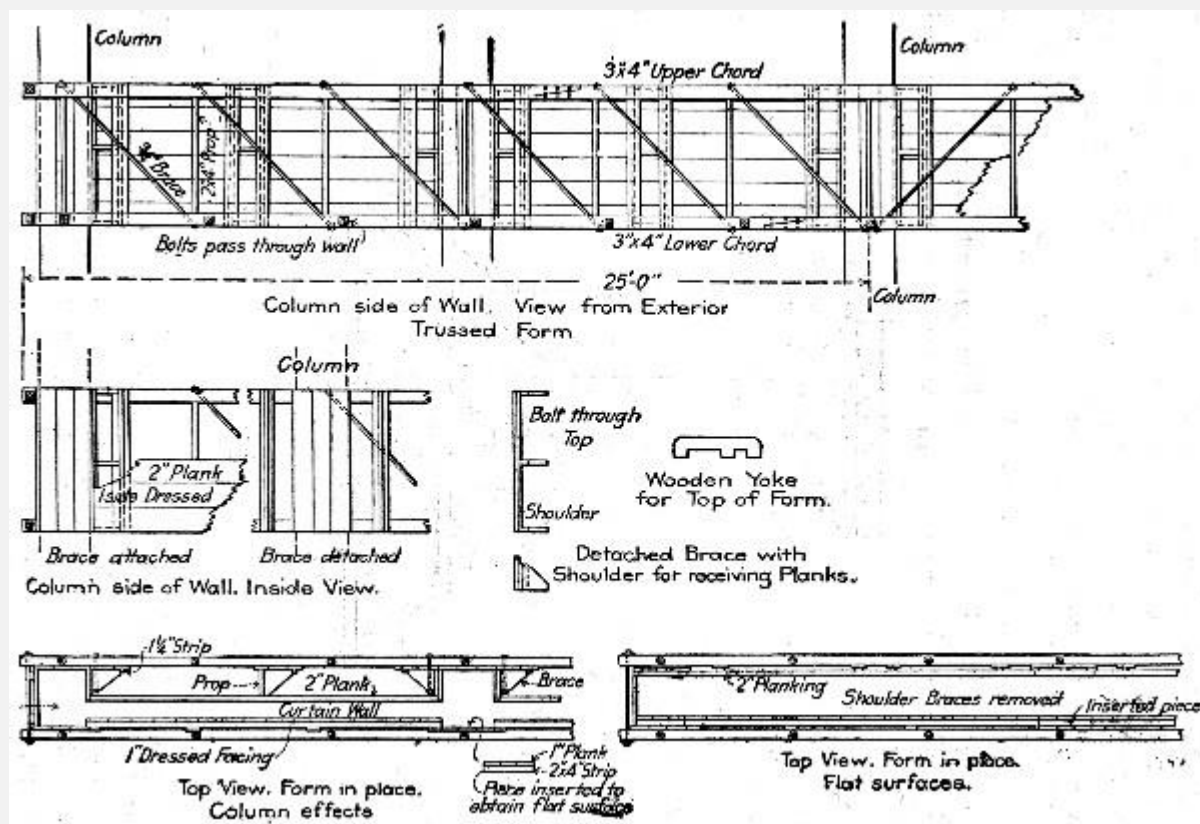 Column
Column
3"x4" Upper Chord
Brace
2"x4" Prop
Bolts pass through wall
3"x4" Lower Chord
25'-0"
Column
Column side of Wall. View from Exterior
Trussed Form
Column
2" Plank
Iside Dressed
Brace attached
Brace detached
Column side of Wall. Inside View.
Bolt through
Top
Shoulder
Wooden Yoke
for Top of Form.
Detached Brace with
Shoulder for receiving Planks.
1½" Strip
Prop
2" Plank
Brace
Curtain Wall
1" Dressed Facing
1" Plank
2x4" Strip
Piece inserted to
obtain flat surface
Top View. Form in place.
Column effects
2" Planking
Shoulder Braces removed
Inserted piece
Top View. Form in place.
Flat surfaces.